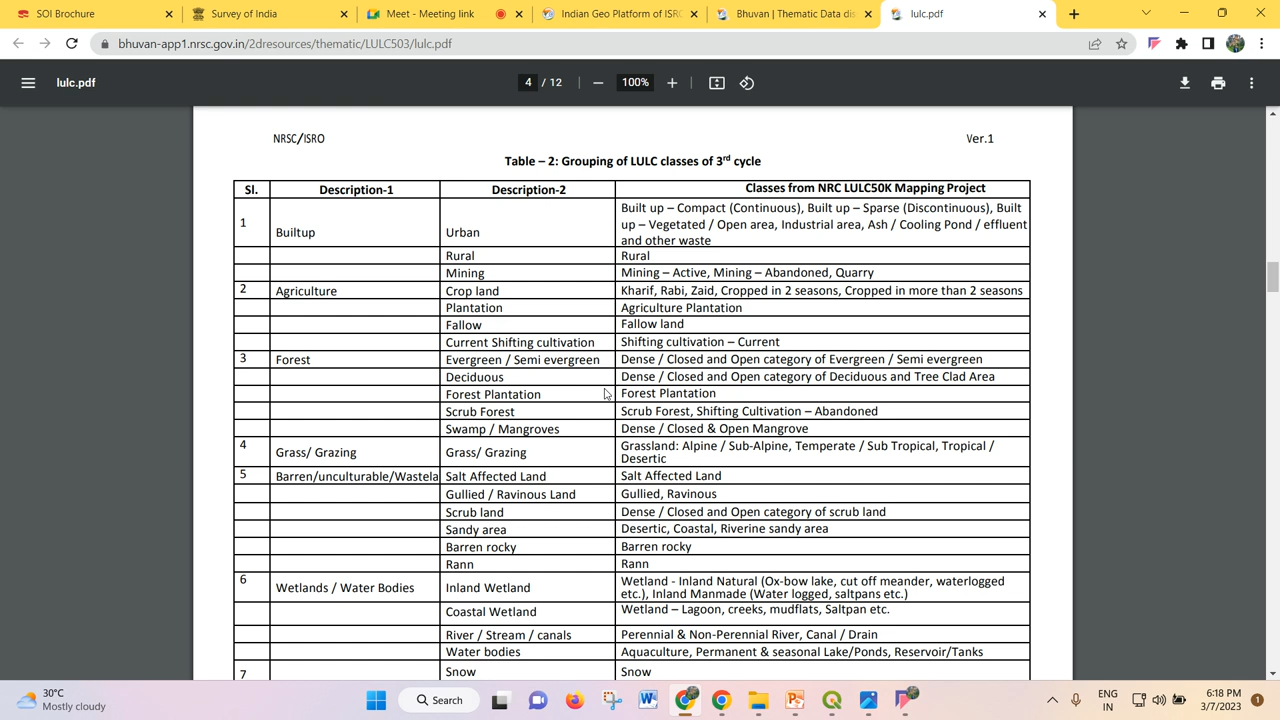 SOI Brochure
Survey of India
Meet - Meeting link
Indian Geo Platform of ISRO
Bhuvan | Thematic Data dis
lulc.pdf
bhuvan-app1.nrsc.gov.in/2dresources/thematic/LULC503/lulc.pdf
lulc.pdf
4 / 12
100%
NRSC/ISRO Ver.1
Table – 2: Grouping of LULC classes of 3rd cycle
Sl. Description-1 Description-2 Classes from NRC LULC50K Mapping Project
1 Builtup Urban Built up – Compact (Continuous), Built up – Sparse (Discontinuous), Built
up – Vegetated / Open area, Industrial area, Ash / Cooling Pond / effluent
and other waste
Rural Rural
Mining Mining – Active, Mining – Abandoned, Quarry
2 Agriculture Crop land Kharif, Rabi, Zaid, Cropped in 2 seasons, Cropped in more than 2 seasons
Plantation Agriculture Plantation
Fallow Fallow land
Current Shifting cultivation Shifting cultivation – Current
3 Forest Evergreen / Semi evergreen Dense / Closed and Open category of Evergreen / Semi evergreen
Deciduous Dense / Closed and Open category of Deciduous and Tree Clad Area
Forest Plantation Forest Plantation
Scrub Forest Scrub Forest, Shifting Cultivation – Abandoned
Swamp / Mangroves Dense / Closed & Open Mangrove
4 Grass/ Grazing Grass/ Grazing Grassland: Alpine / Sub-Alpine, Temperate / Sub Tropical, Tropical /
Desertic
5 Barren/unculturable/Wastela Salt Affected Land Salt Affected Land
Gullied / Ravinous Land Gullied, Ravinous
Scrub land Dense / Closed and Open category of scrub land
Sandy area Desertic, Coastal, Riverine sandy area
Barren rocky Barren rocky
Rann Rann
6 Wetlands / Water Bodies Inland Wetland Wetland - Inland Natural (Ox-bow lake, cut off meander, waterlogged
etc.), Inland Manmade (Water logged, saltpans etc.)
Coastal Wetland Wetland – Lagoon, creeks, mudflats, Saltpan etc.
River / Stream / canals Perennial & Non-Perennial River, Canal / Drain
Water bodies Aquaculture, Permanent & seasonal Lake/Ponds, Reservoir/Tanks
7 Snow Snow
30°C
Mostly cloudy
Search
ENG
IN
6:18 PM
3/7/2023
1